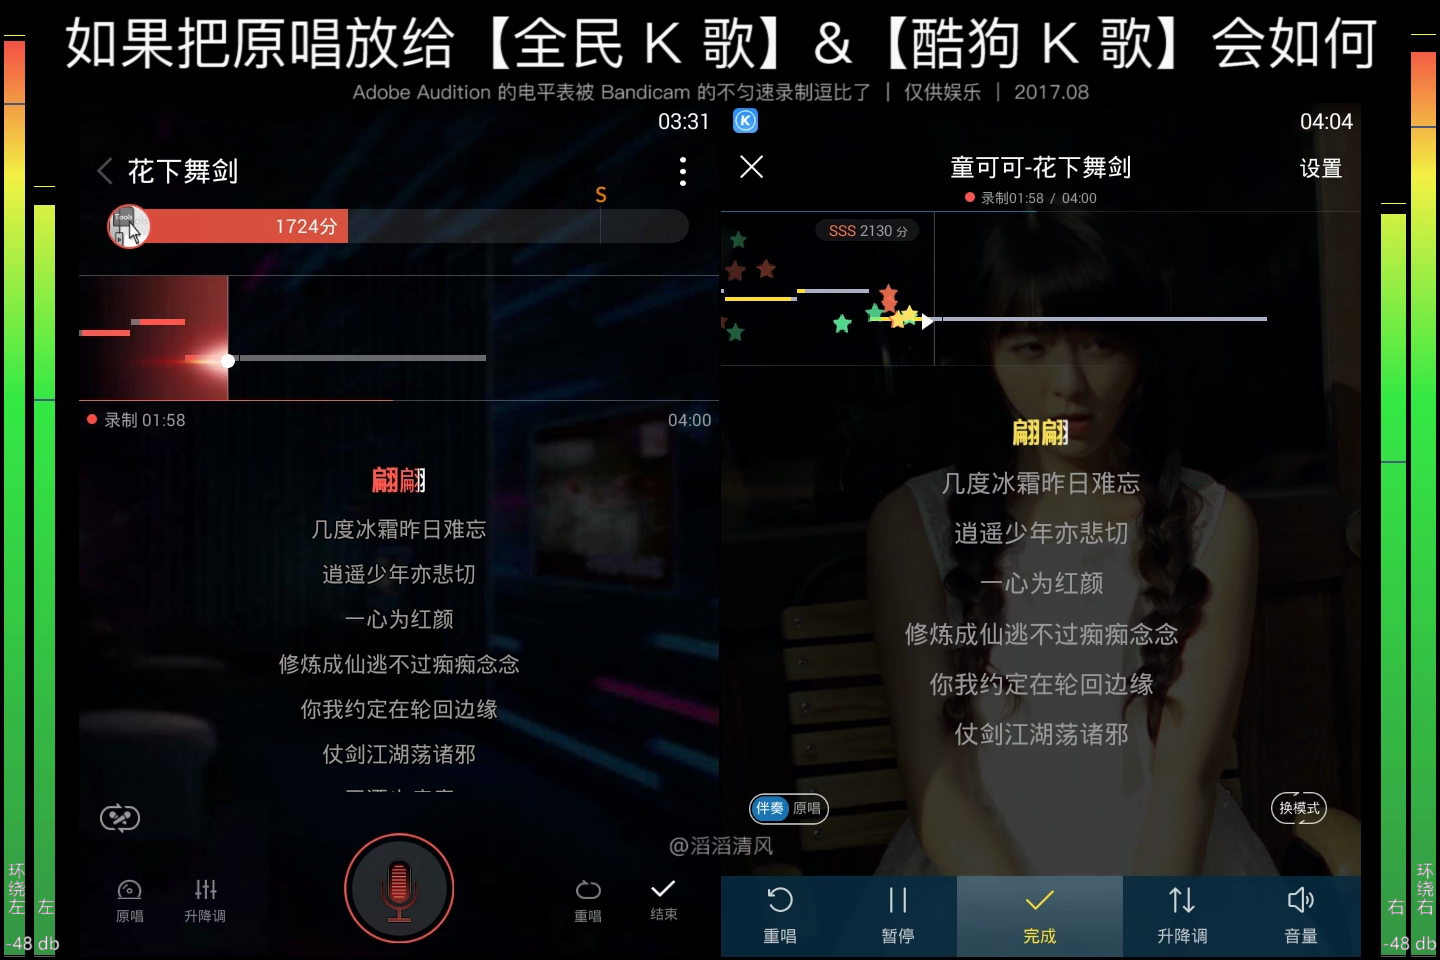 如果把原唱放给【全民 K 歌】&【酷狗 K 歌】会如何
Adobe Audition 的电平表被 Bandicam 的不匀速录制逗比了 | 仅供娱乐 | 2017.08
03:31
花下舞剑
S
Tools
1724分
录制 01:58
04:00
翩翩
几度冰霜昨日难忘
逍遥少年亦悲切
一心为红颜
修炼成仙逃不过痴痴念念
你我约定在轮回边缘
仗剑江湖荡诸邪
原唱
升降调
重唱
结束
K
04:04
童可可-花下舞剑
设置
录制01:58 / 04:00
SSS 2130 分
翩翩
几度冰霜昨日难忘
逍遥少年亦悲切
一心为红颜
修炼成仙逃不过痴痴念念
你我约定在轮回边缘
仗剑江湖荡诸邪
伴奏 原唱
换模式
@滔滔清风
重唱
暂停
完成
升降调
音量
环绕左
左
-48 db
右
环绕右
-48 db